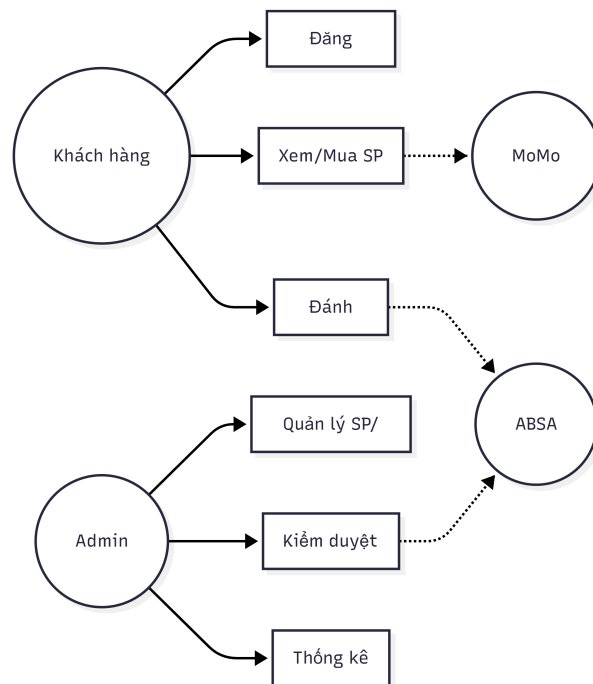 Đăng
Khách hàng
Xem/Mua SP
MoMo
Đánh
Quản lý SP/
ABSA
Admin
Kiểm duyệt
Thống kê